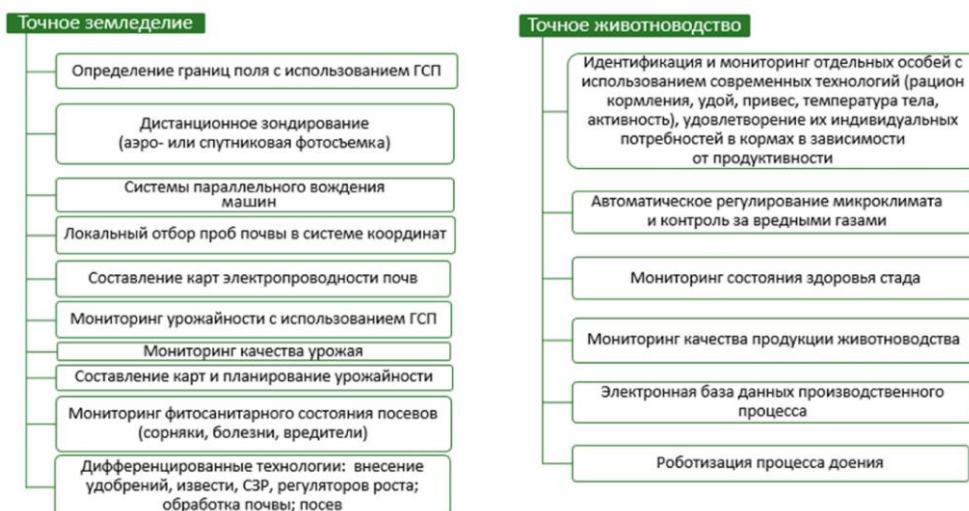 Точное земледелие
Определение границ поля с использованием ГСП
Дистанционное зондирование
(аэро- или спутниковая фотосъемка)
Системы параллельного вождения
машин
Локальный отбор проб почвы в системе координат
Составление карт электропроводности почв
Мониторинг урожайности с использованием ГСП
Мониторинг качества урожая
Составление карт и планирование урожайности
Мониторинг фитосанитарного состояния посевов
(сорняки, болезни, вредители)
Дифференцированные технологии: внесение
удобрений, извести, СЗР, регуляторов роста;
обработка почвы; посев
Точное животноводство
Идентификация и мониторинг отдельных особей с
использованием современных технологий (рацион
кормления, удой, привес, температура тела,
активность), удовлетворение их индивидуальных
потребностей в кормах в зависимости
от продуктивности
Автоматическое регулирование микроклимата
и контроль за вредными газами
Мониторинг состояния здоровья стада
Мониторинг качества продукции животноводства
Электронная база данных производственного
процесса
Роботизация процесса доения